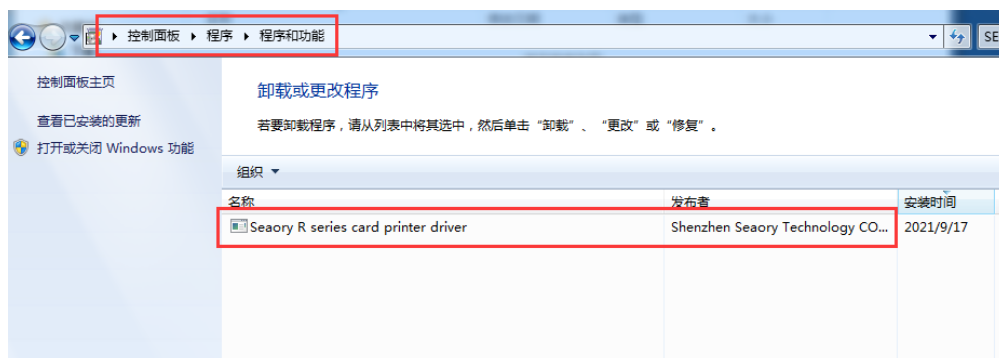 控制面板 ▸ 程序 ▸ 程序和功能
SE
控制面板主页
卸载或更改程序
查看已安装的更新
若要卸载程序，请从列表中将其选中，然后单击“卸载”、“更改”或“修复”。
打开或关闭 Windows 功能
组织
名称 发布者 安装时间
Seaory R series card printer driver Shenzhen Seaory Technology CO... 2021/9/17